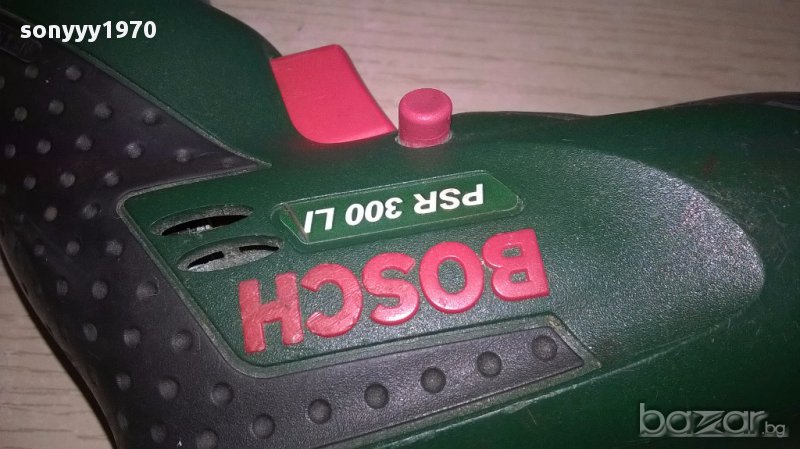 sonyyy1970
PSR 300 LI
BOSCH
bazar.bg